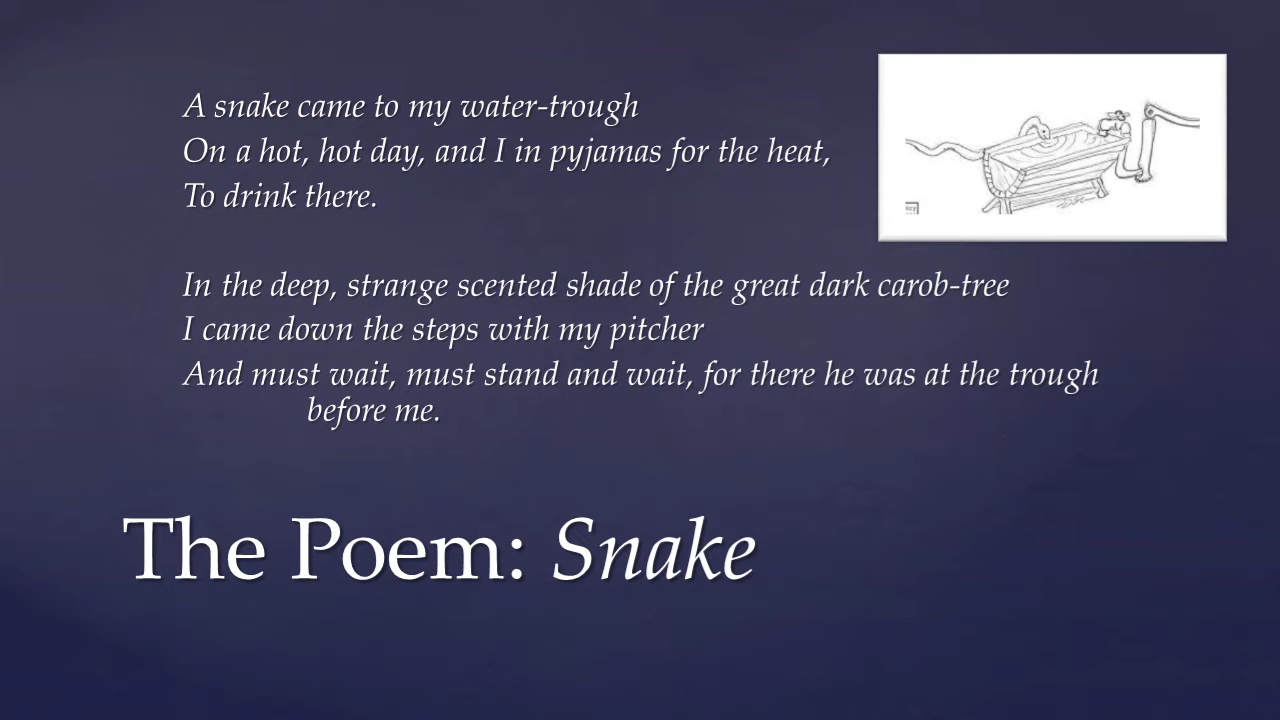 A snake came to my water-trough
On a hot, hot day, and I in pyjamas for the heat,
To drink there.
In the deep, strange scented shade of the great dark carob-tree
I came down the steps with my pitcher
And must wait, must stand and wait, for there he was at the trough
before me.
The Poem: Snake